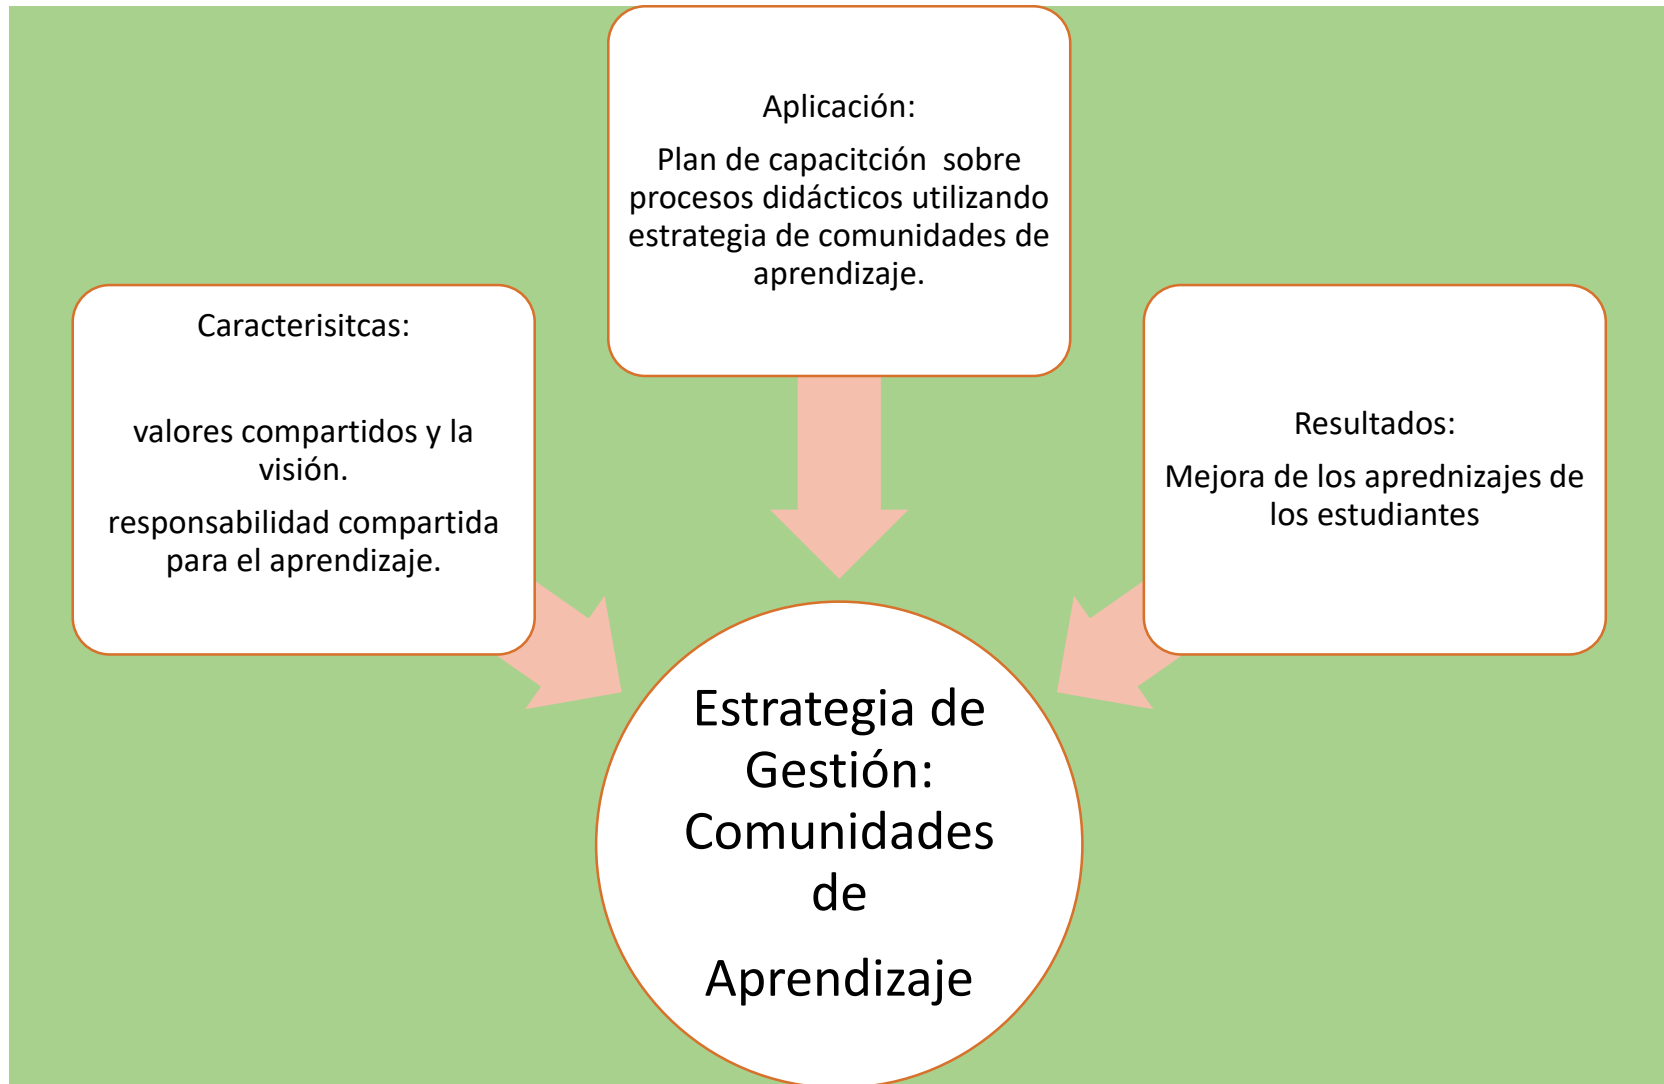 Aplicación:
Plan de capacitción  sobre
procesos didácticos utilizando
estrategia de comunidades de
aprendizaje.
Caracterisitcas:
valores compartidos y la
visión.
responsabilidad compartida
para el aprendizaje.
Resultados:
Mejora de los aprednizajes de
los estudiantes
Estrategia de
Gestión:
Comunidades
de
Aprendizaje